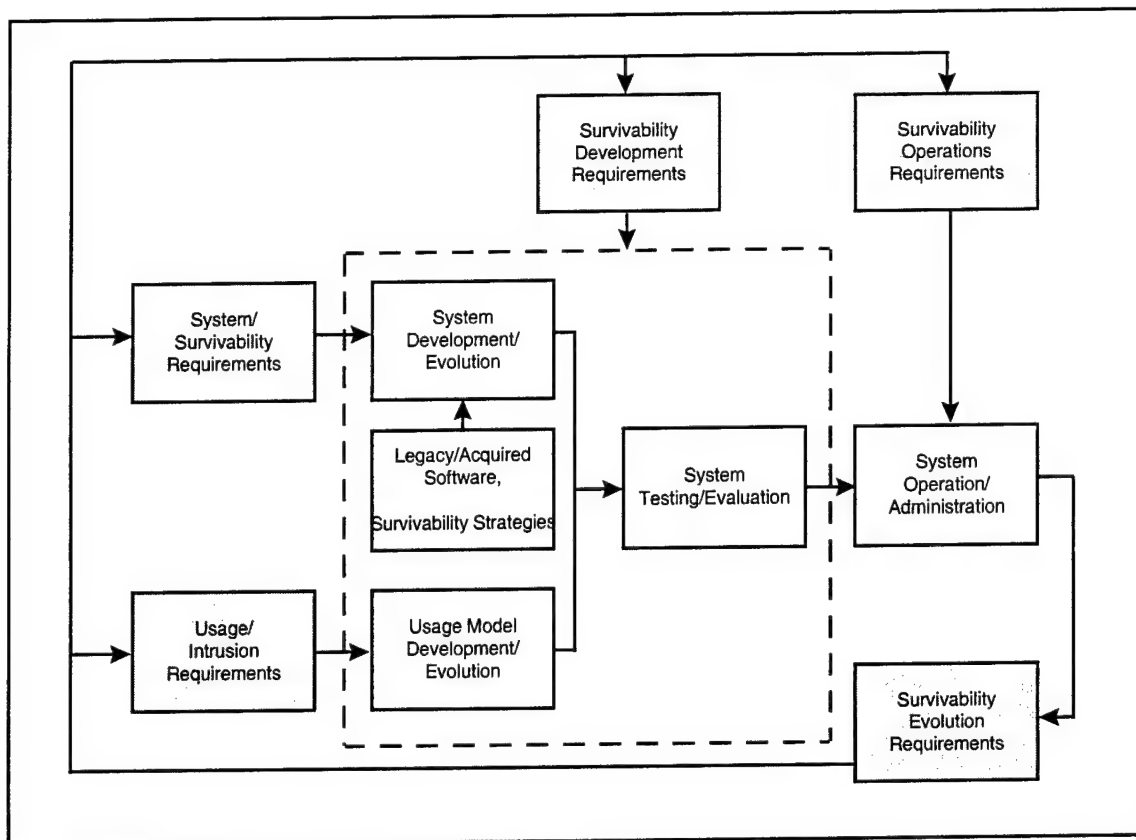 Survivability
Development
Requirements
Survivability
Operations
Requirements
System/
Survivability
Requirements
System
Development/
Evolution
Legacy/Acquired
Software,
Survivability Strategies
System
Testing/Evaluation
System
Operation/
Administration
Usage/
Intrusion
Requirements
Usage Model
Development/
Evolution
Survivability
Evolution
Requirements